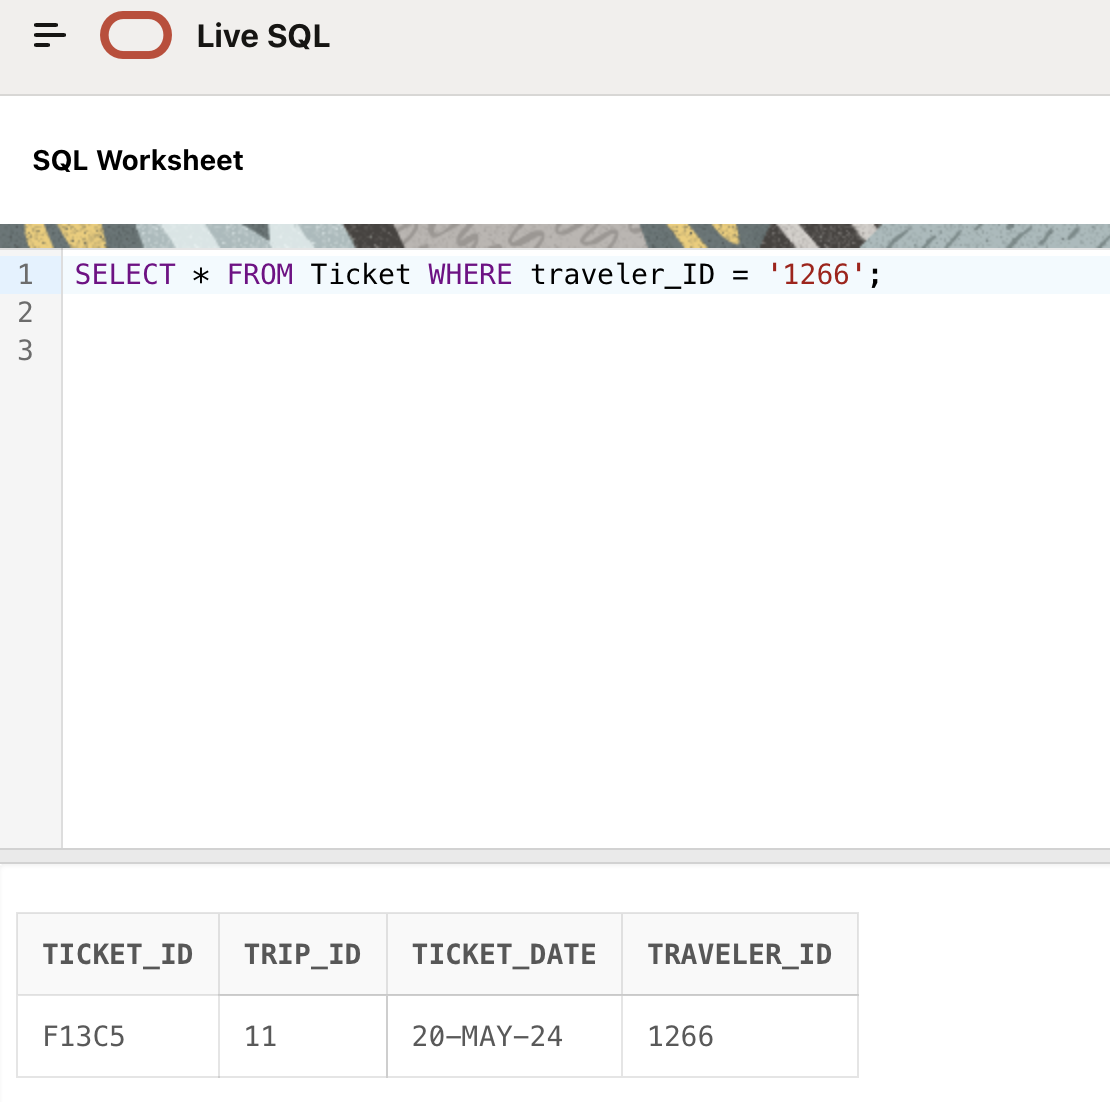 Live SQL
SQL Worksheet
1 SELECT * FROM Ticket WHERE traveler_ID = '1266';
2
3
TICKET_ID TRIP_ID TICKET_DATE TRAVELER_ID
F13C5 11 20-MAY-24 1266